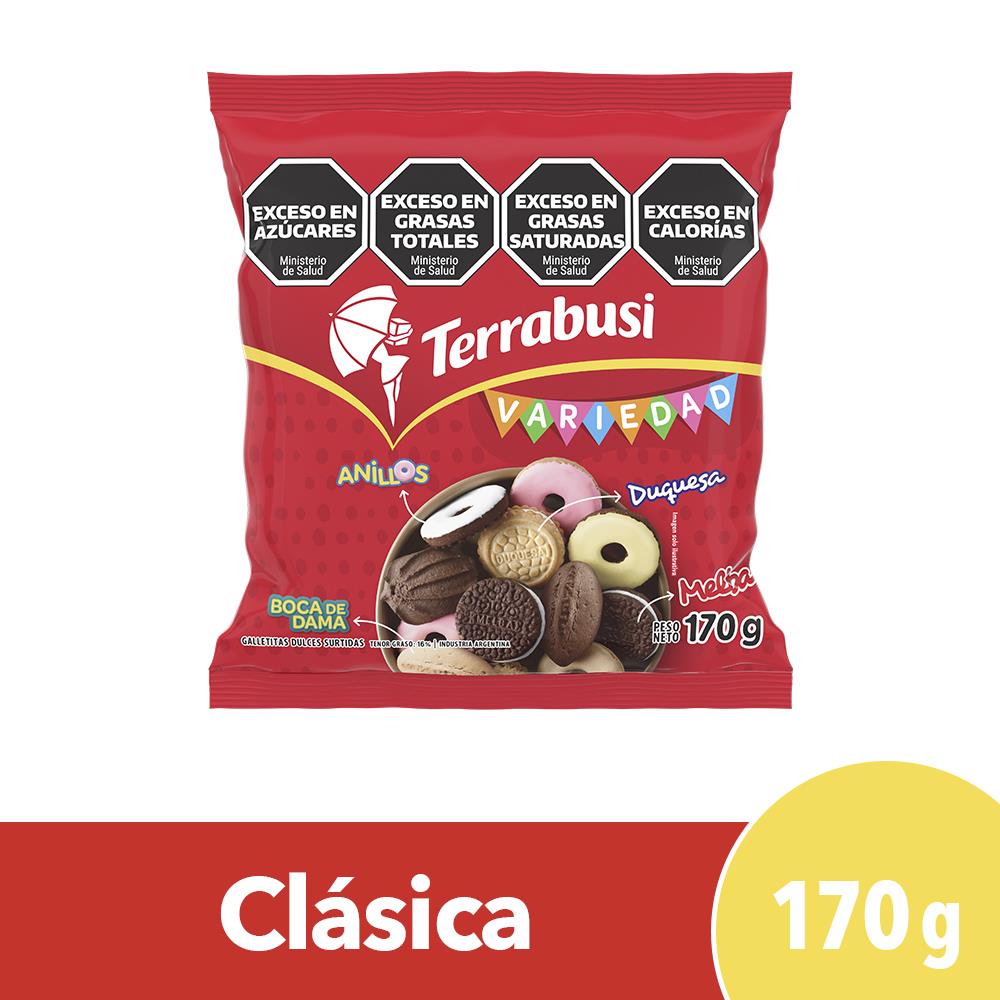 EXCESO EN
AZÚCARES
Ministerio
de Salud
EXCESO EN
GRASAS
TOTALES
Ministerio
de Salud
EXCESO EN
GRASAS
SATURADAS
Ministerio
de Salud
EXCESO EN
CALORÍAS
Ministerio
de Salud
Terrabusi
VARIEDAD
ANILLOS
Duquesa
DUQUESA
Imagen solo ilustrativa
Melba
MELBA
BOCA DE
DAMA
PESO
NETO 170 g
GALLETITAS DULCES SURTIDAS TENOR GRASO: 16% | INDUSTRIA ARGENTINA
Clásica
170 g